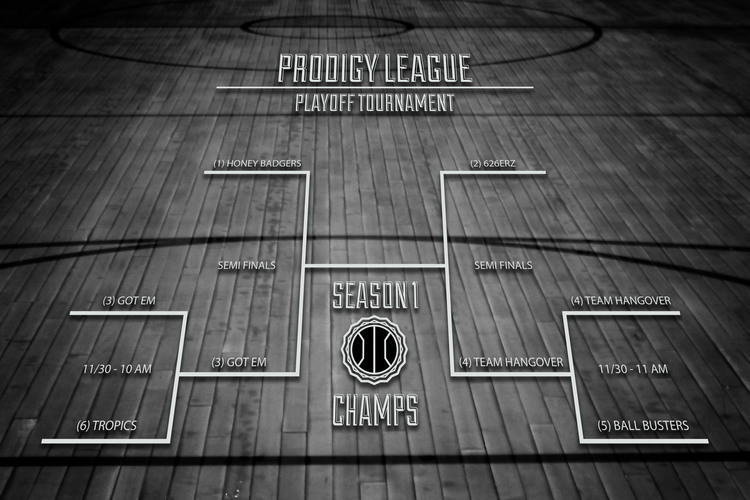 PRODIGY LEAGUE
PLAYOFF TOURNAMENT
(1) HONEY BADGERS
(2) 626ERZ
SEMI FINALS
SEMI FINALS
SEASON 1
(3) GOT EM
(4) TEAM HANGOVER
11/30 - 10 AM
(3) GOT EM
(4) TEAM HANGOVER
11/30 - 11 AM
CHAMPS
(6) TROPICS
(5) BALL BUSTERS